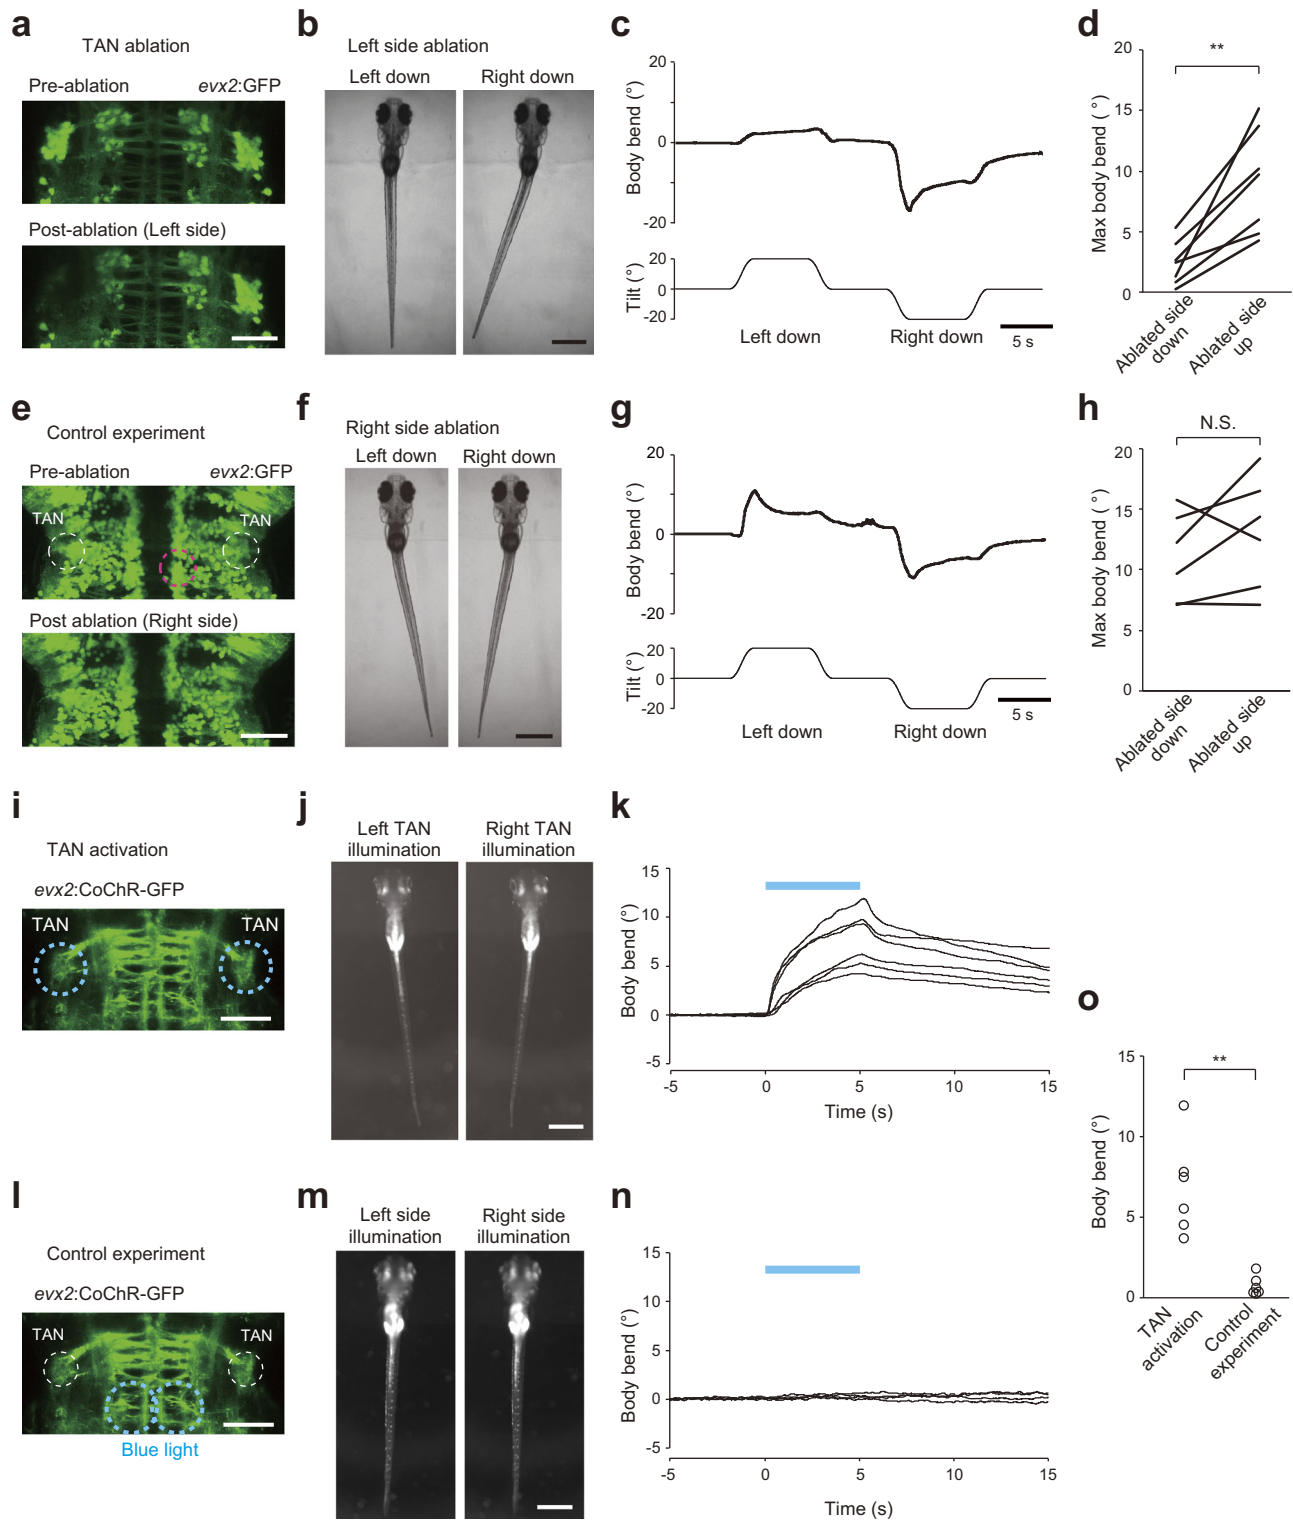 a
TAN ablation
Pre-ablation
evx2:GFP
Post-ablation (Left side)
b
Left side ablation
Left down
Right down
c
20
0
-20
Body bend (°)
20
0
-20
Tilt (°)
Left down
Right down
5 s
d
**
20
15
10
5
0
Max body bend (°)
Ablated side
down
Ablated side
up
e
Control experiment
Pre-ablation
evx2:GFP
TAN
TAN
Post ablation (Right side)
f
Right side ablation
Left down
Right down
g
20
0
-20
Body bend (°)
20
0
-20
Tilt (°)
Left down
Right down
5 s
h
N.S.
20
15
10
5
0
Max body bend (°)
Ablated side
down
Ablated side
up
i
TAN activation
evx2:CoChR-GFP
TAN
TAN
j
Left TAN
illumination
Right TAN
illumination
k
15
10
5
0
-5
Body bend (°)
-5
0
5
10
15
Time (s)
l
Control experiment
evx2:CoChR-GFP
TAN
TAN
Blue light
m
Left side
illumination
Right side
illumination
n
15
10
5
0
-5
Body bend (°)
-5
0
5
10
15
Time (s)
o
**
15
10
5
0
Body bend (°)
TAN
activation
Control
experiment